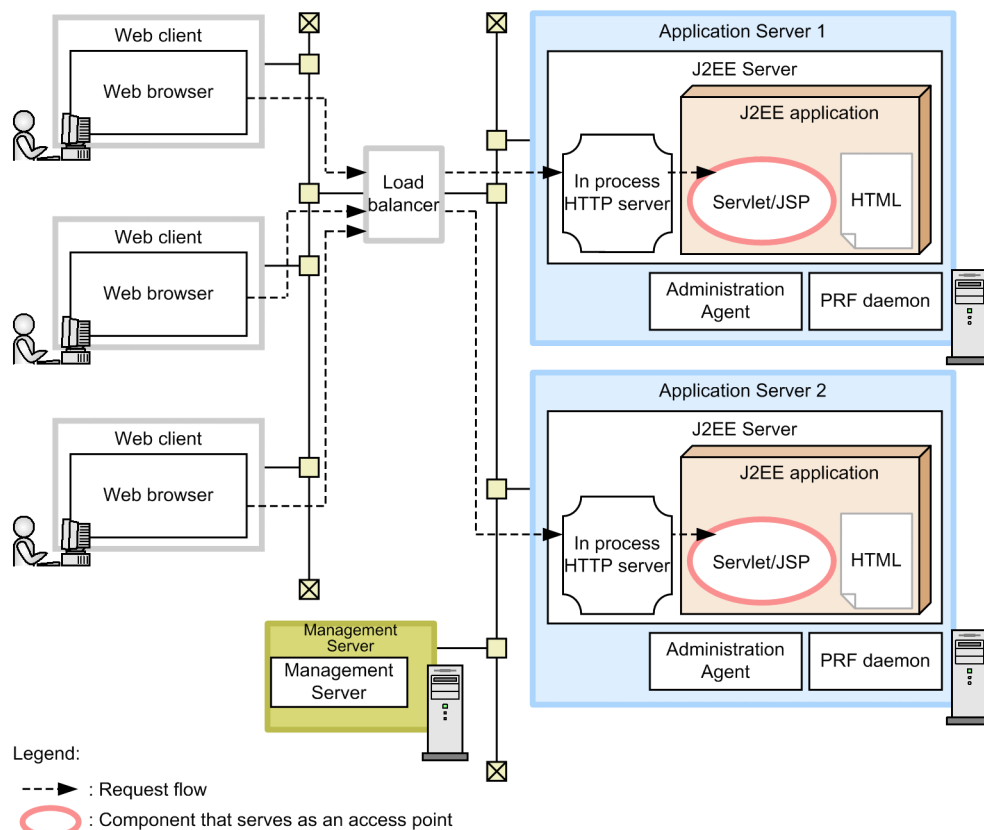 Web client
Web browser
Web client
Web browser
Web client
Web browser
Load
balancer
Application Server 1
J2EE Server
J2EE application
In process
HTTP server
Servlet/JSP
HTML
Administration
Agent
PRF daemon
Application Server 2
J2EE Server
J2EE application
In process
HTTP server
Servlet/JSP
HTML
Administration
Agent
PRF daemon
Management
Server
Management
Server
Legend:
: Request flow
: Component that serves as an access point